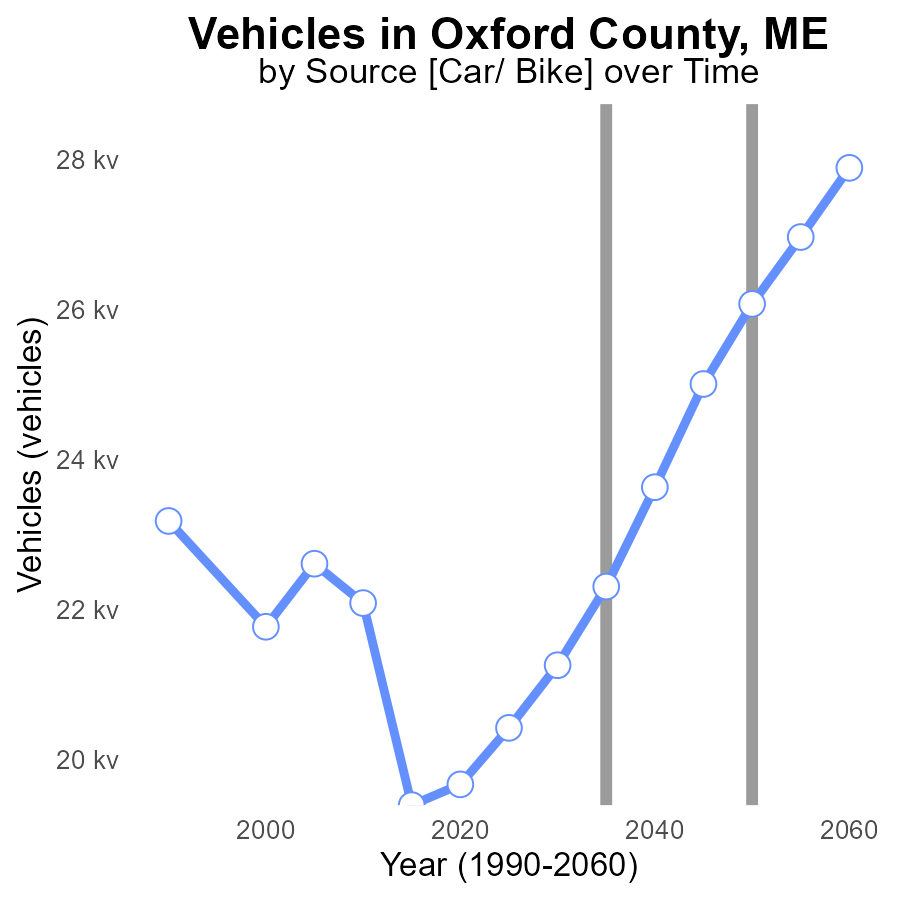 Vehicles in Oxford County, ME
by Source [Car/ Bike] over Time
28 kv
26 kv
24 kv
22 kv
20 kv
Vehicles (vehicles)
2000 2020 2040 2060
Year (1990-2060)